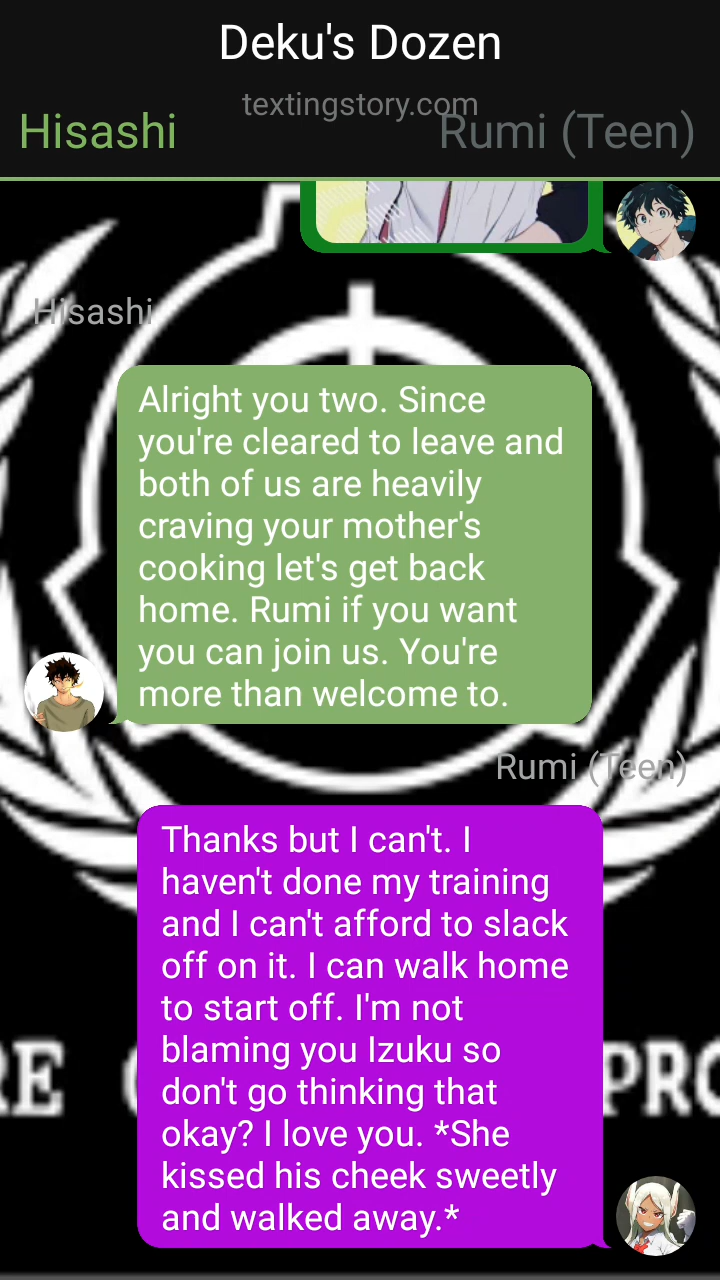 Deku's Dozen
textingstory.com
Hisashi
Rumi (Teen)
Hisashi
Alright you two. Since
you're cleared to leave and
both of us are heavily
craving your mother's
cooking let's get back
home. Rumi if you want
you can join us. You're
more than welcome to.
Rumi (Teen)
Thanks but I can't. I
haven't done my training
and I can't afford to slack
off on it. I can walk home
to start off. I'm not
blaming you Izuku so
don't go thinking that
okay? I love you. *She
kissed his cheek sweetly
and walked away.*